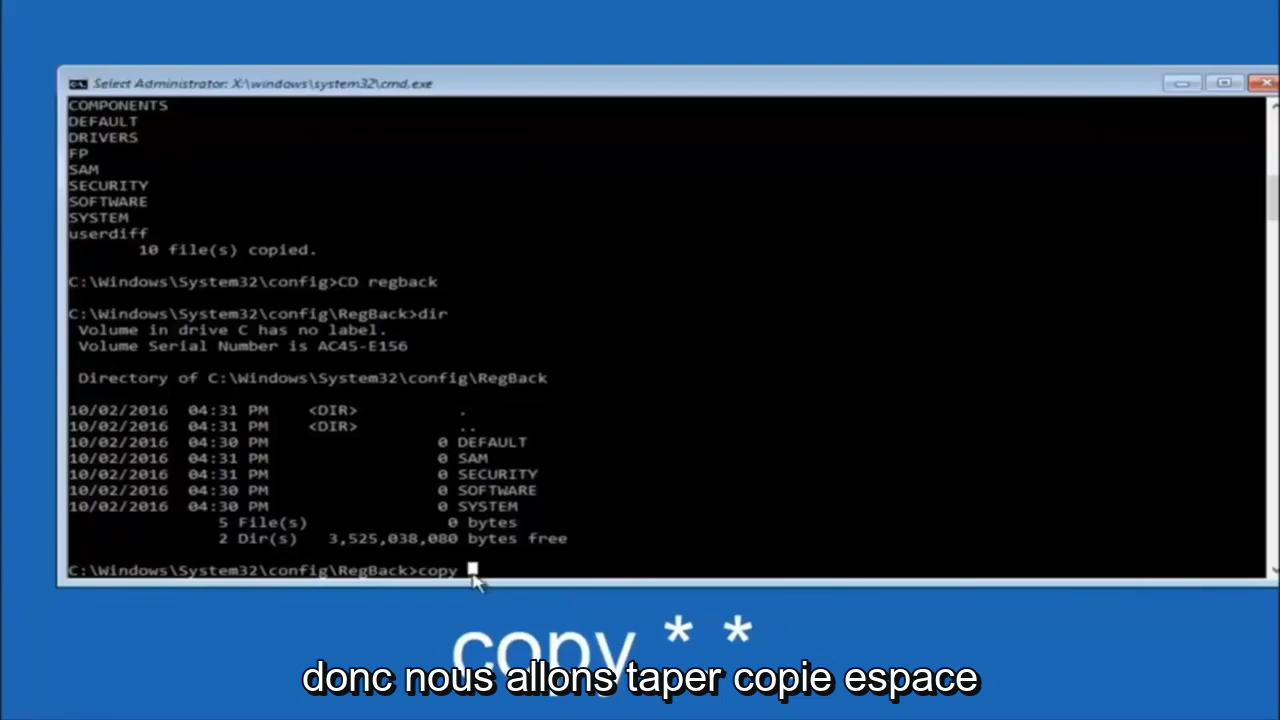 Select Administrator: X:\windows\system32\cmd.exe
COMPONENTS
DEFAULT
DRIVERS
FP
SAM
SECURITY
SOFTWARE
SYSTEM
userdiff
10 file(s) copied.
C:\Windows\System32\config>CD regback
C:\Windows\System32\config\RegBack>dir
Volume in drive C has no label.
Volume Serial Number is AC45-E156
Directory of C:\Windows\System32\config\RegBack
10/02/2016 04:31 PM <DIR> .
10/02/2016 04:31 PM <DIR> ..
10/02/2016 04:30 PM 0 DEFAULT
10/02/2016 04:31 PM 0 SAM
10/02/2016 04:31 PM 0 SECURITY
10/02/2016 04:30 PM 0 SOFTWARE
10/02/2016 04:30 PM 0 SYSTEM
5 File(s) 0 bytes
2 Dir(s) 3,525,038,080 bytes free
C:\Windows\System32\config\RegBack>copy
copy * *
donc nous allons taper copie espace